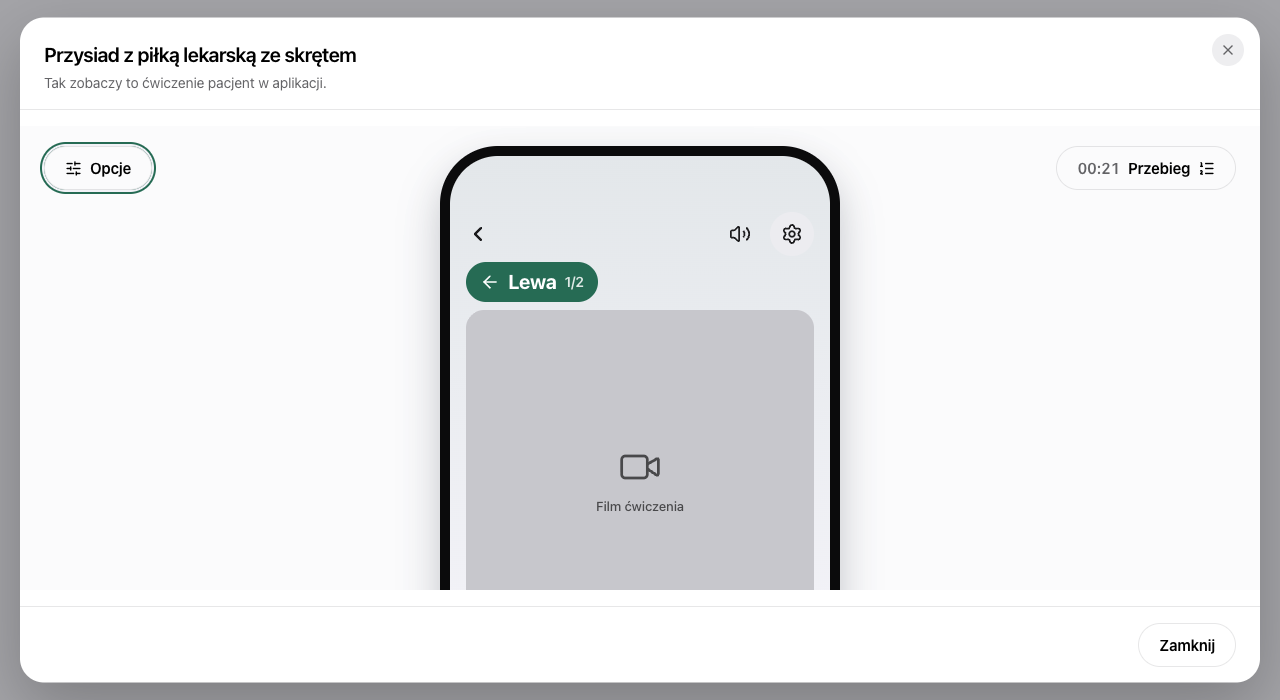 Przysiad z piłką lekarską ze skrętem
Tak zobaczy to ćwiczenie pacjent w aplikacji.
Opcje
00:21 Przebieg
Lewa 1/2
Film ćwiczenia
Zamknij